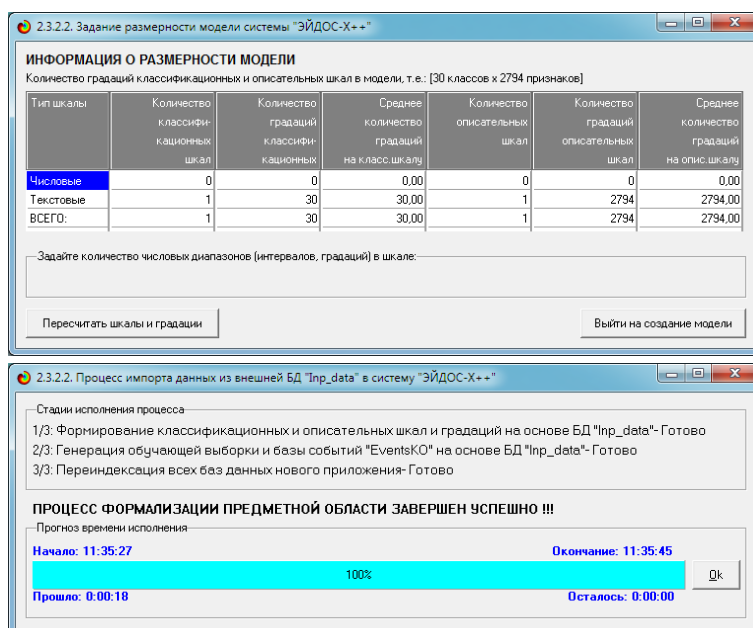 2.3.2.2. Задание размерности модели системы "ЭЙДОС-X++"
ИНФОРМАЦИЯ О РАЗМЕРНОСТИ МОДЕЛИ
Количество градаций классификационных и описательных шкал в модели, т.е.: [30 классов x 2794 признаков]
Тип шкалы Количество классифи- кационных шкал Количество градаций классифи- кационных Среднее количество градаций на класс.шкалу Количество описательных шкал Количество градаций описательных шкал Среднее количество градаций на опис.шкалу
Числовые 0 0 0,00 0 0 0,00
Текстовые 1 30 30,00 1 2794 2794,00
ВСЕГО: 1 30 30,00 1 2794 2794,00
Задайте количество числовых диапазонов (интервалов, градаций) в шкале:
Пересчитать шкалы и градации Выйти на создание модели
2.3.2.2. Процесс импорта данных из внешней БД "Inp_data" в систему "ЭЙДОС-X++"
Стадии исполнения процесса
1/3: Формирование классификационных и описательных шкал и градаций на основе БД "Inp_data"- Готово
2/3: Генерация обучающей выборки и базы событий "EventsKO" на основе БД "Inp_data"- Готово
3/3: Переиндексация всех баз данных нового приложения- Готово
ПРОЦЕСС ФОРМАЛИЗАЦИИ ПРЕДМЕТНОЙ ОБЛАСТИ ЗАВЕРШЕН УСПЕШНО !!!
Прогноз времени исполнения
Начало: 11:35:27 Окончание: 11:35:45
100% Ok
Прошло: 0:00:18 Осталось: 0:00:00